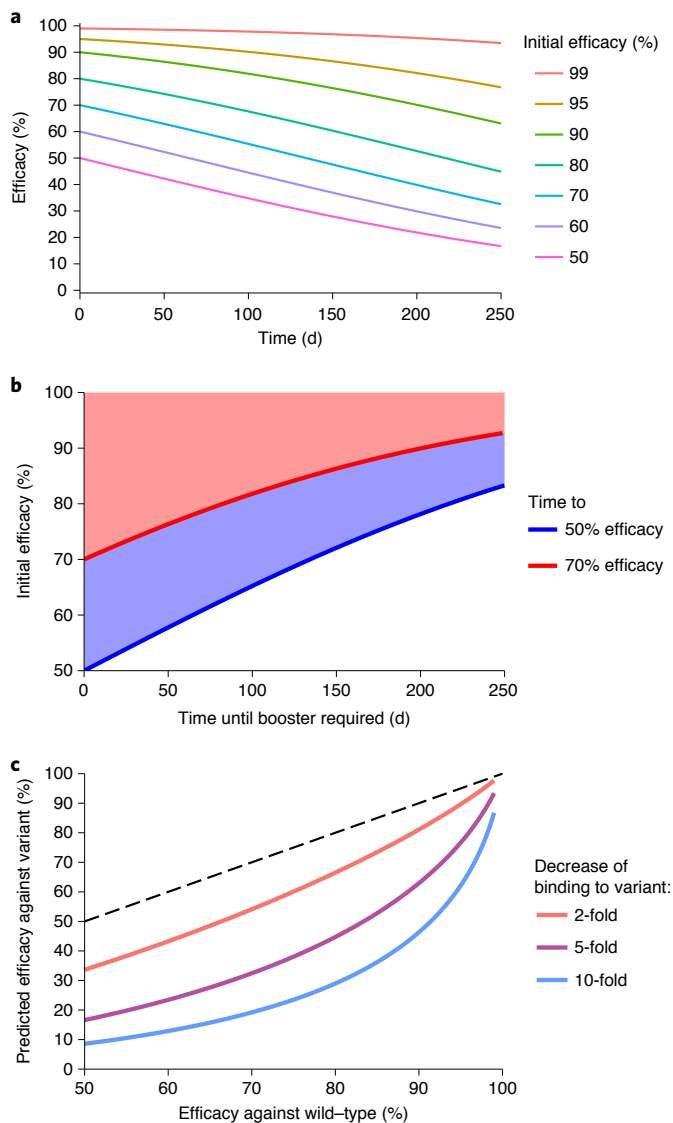 a
100
90
80
70
60
50
40
30
20
10
0
Efficacy (%)
0
50
100
150
200
250
Time (d)
Initial efficacy (%)
99
95
90
80
70
60
50
b
100
90
80
70
60
50
Initial efficacy (%)
0
50
100
150
200
250
Time until booster required (d)
Time to
50% efficacy
70% efficacy
c
100
90
80
70
60
50
40
30
20
10
0
Predicted efficacy against variant (%)
50
60
70
80
90
100
Efficacy against wild–type (%)
Decrease of
binding to variant:
2-fold
5-fold
10-fold